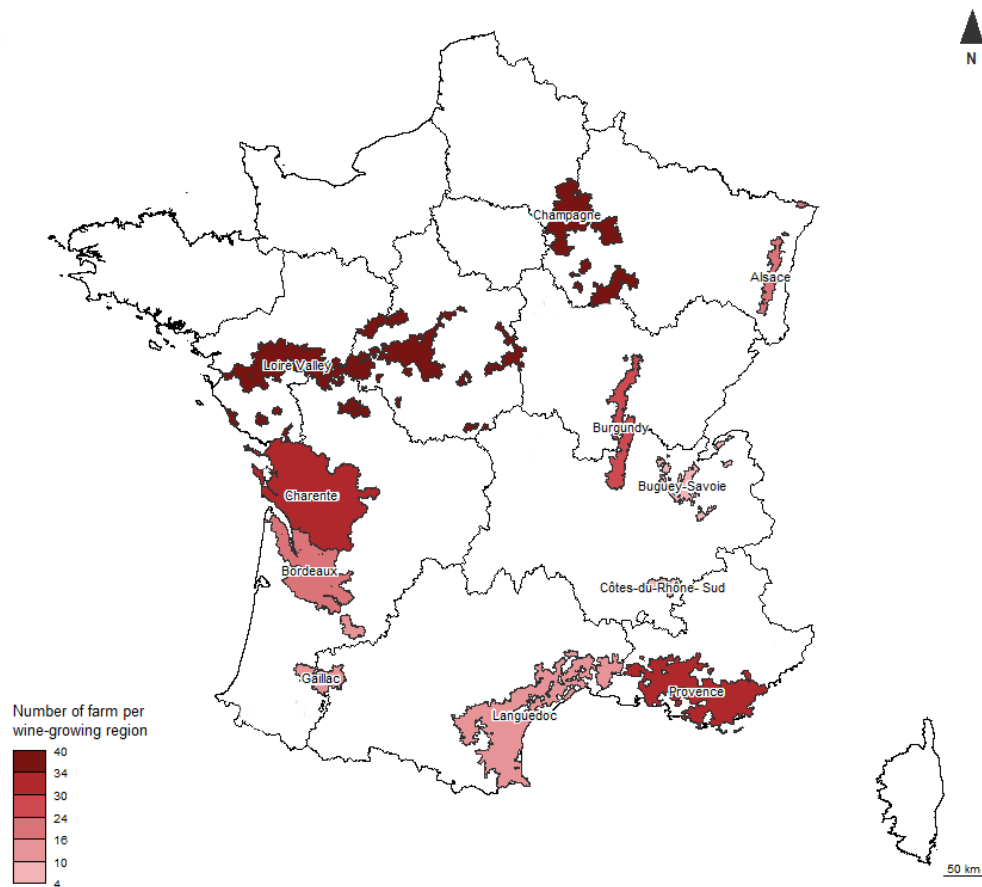 N
Champagne
Alsace
Loire Valley
Burgundy
Buguey-Savoie
Charente
Bordeaux
Côtes-du-Rhône- Sud
Gaillac
Provence
Languedoc
Number of farm per
wine-growing region
40
34
30
24
16
10
4
50 km